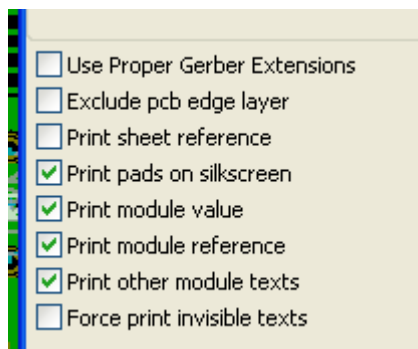 Use Proper Gerber Extensions
Exclude pcb edge layer
Print sheet reference
Print pads on silkscreen
Print module value
Print module reference
Print other module texts
Force print invisible texts